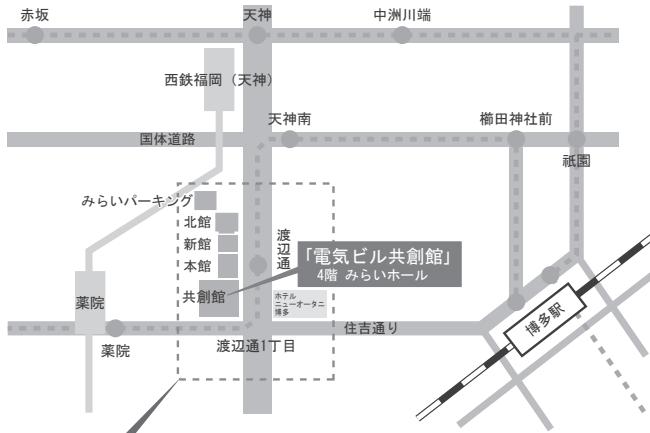 赤坂
天神
中洲川端
西鉄福岡（天神）
天神南
櫛田神社前
国体道路
祇園
みらいパーキング
北館
新館
本館
共創館
渡辺通
「電気ビル共創館」
4階 みらいホール
ホテル
ニューオータニ
博多
薬院
薬院
渡辺通1丁目
住吉通り
博多駅